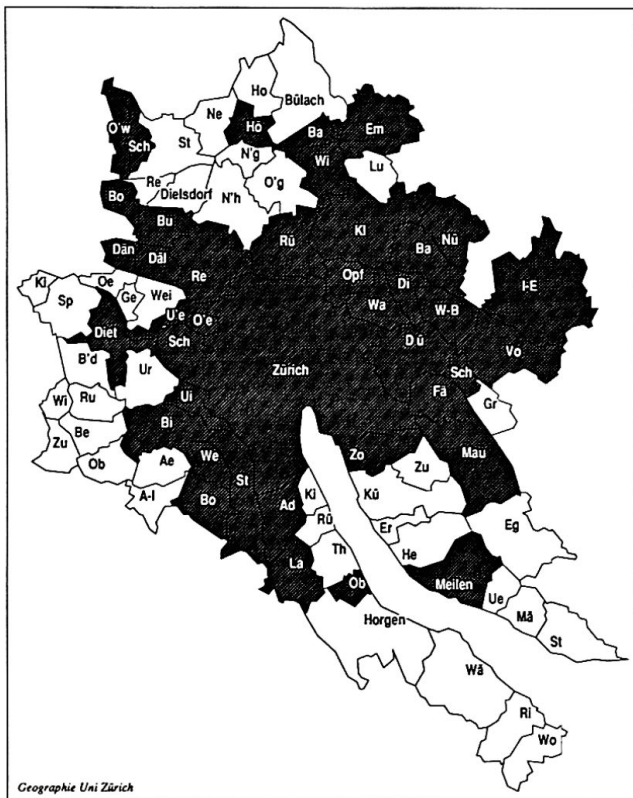 Ho
Bülach
Ne
O'w
Hö
Ba
Em
Sch
St
N'g
Wi
Lu
Re
Dielsdorf
O'g
Bo
N'h
Bu
Rü
Kl
Nü
Ba
Dän
Däl
Re
Opf
Di
I-E
Kl
Oe
Ge
Wei
Sp
Wa
W-B
U'e
O'e
Diet
Sch
Dü
Vo
B'd
Ur
Zürich
Sch
Wi
Ru
Ui
Fä
Gr
Be
Bi
Zu
Ob
Ae
We
Zo
Zu
Mau
A-l
Bo
St
Ad
Ki
Kü
Rü
Er
Eg
Th
He
La
Ob
Meilen
Ue
Horgen
Mä
St
Wä
Ri
Wo
Geographie Uni Zürich